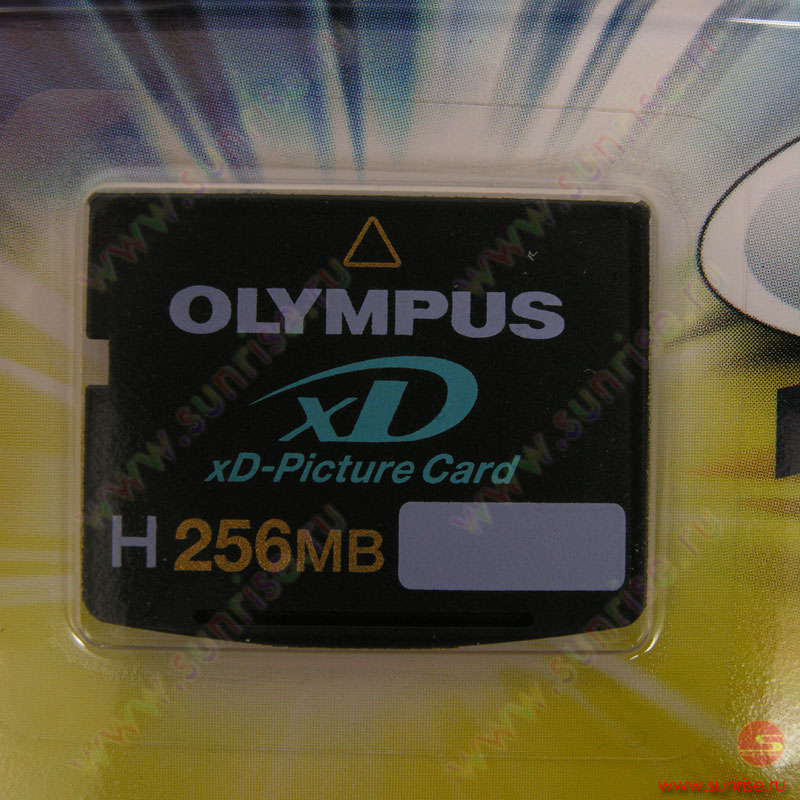 OLYMPUS
xD
xD-Picture Card
H 256MB
www.sunrise.ru